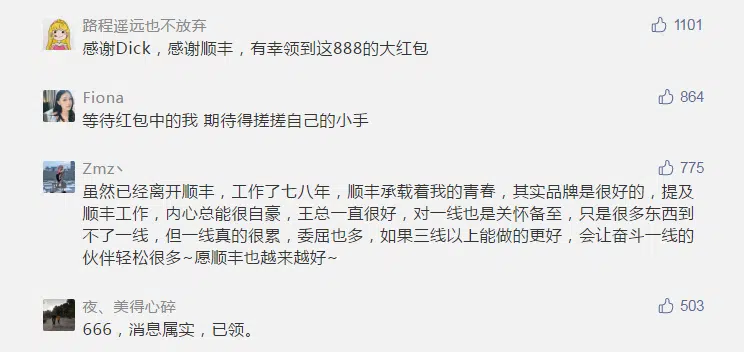 路程遥远也不放弃
1101
感谢Dick，感谢顺丰，有幸领到这888的大红包
Fiona
864
等待红包中的我 期待得搓搓自己的小手
Zmz丶
775
虽然已经离开顺丰，工作了七八年，顺丰承载着我的青春，其实品牌是很好的，提及
顺丰工作，内心总能很自豪，王总一直很好，对一线也是关怀备至，只是很多东西到
不了一线，但一线真的很累，委屈也多，如果三线以上能做的更好，会让奋斗一线的
伙伴轻松很多~愿顺丰也越来越好~
夜、美得心碎
503
666，消息属实，已领。